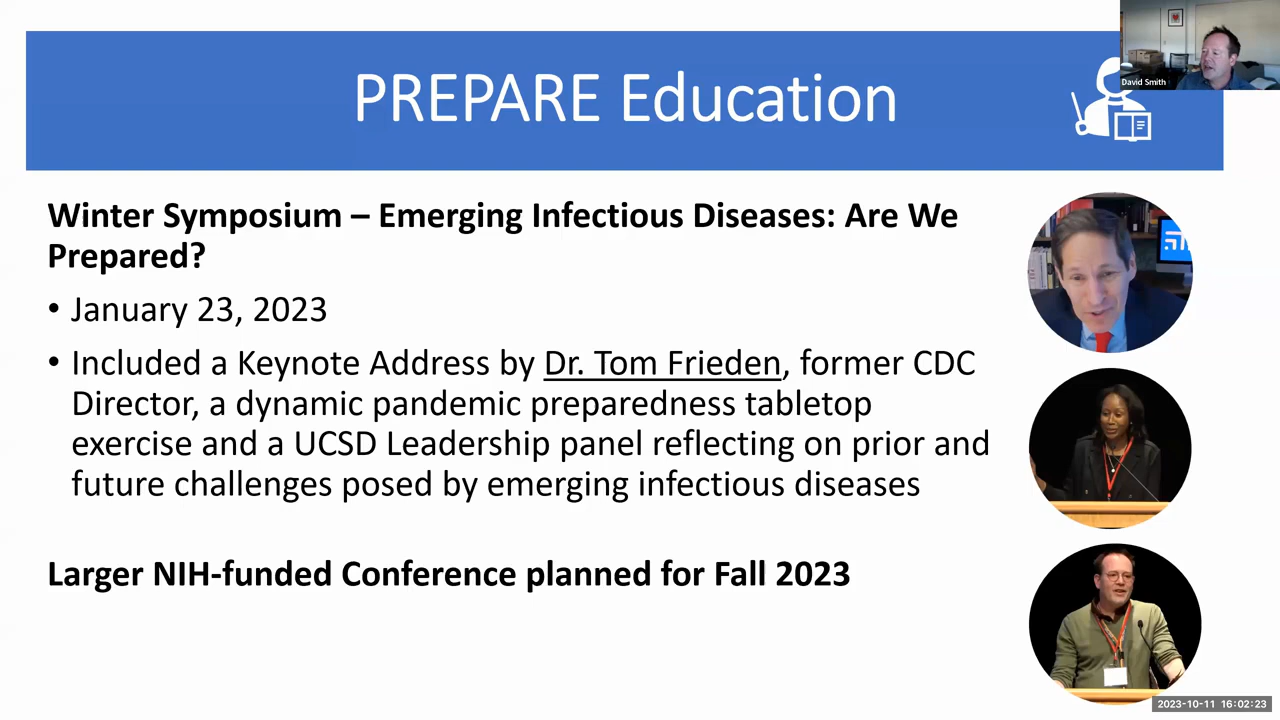 David Smith
PREPARE Education
Winter Symposium – Emerging Infectious Diseases: Are We
Prepared?
• January 23, 2023
• Included a Keynote Address by Dr. Tom Frieden, former CDC
Director, a dynamic pandemic preparedness tabletop
exercise and a UCSD Leadership panel reflecting on prior and
future challenges posed by emerging infectious diseases
Larger NIH-funded Conference planned for Fall 2023
2023-10-11 16:02:23